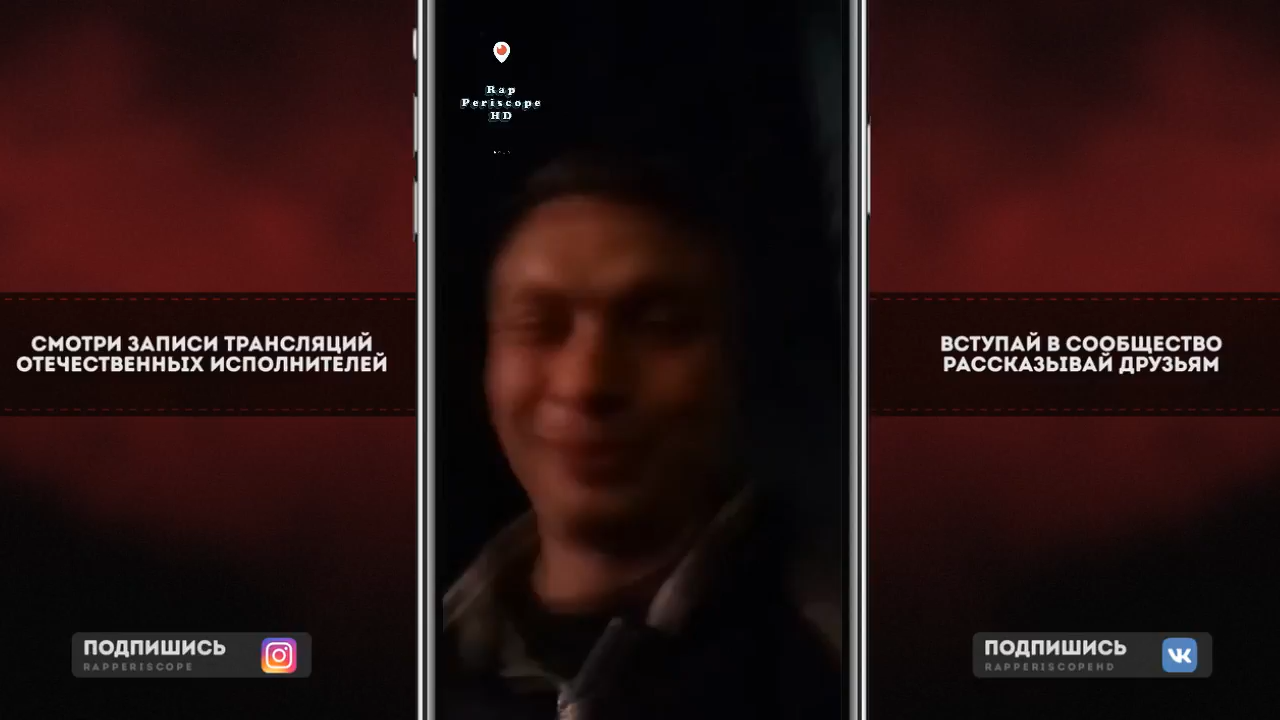 Rap
Periscope
HD
СМОТРИ ЗАПИСИ ТРАНСЛЯЦИЙ
ОТЕЧЕСТВЕННЫХ ИСПОЛНИТЕЛЕЙ
ВСТУПАЙ В СООБЩЕСТВО
РАССКАЗЫВАЙ ДРУЗЬЯМ
ПОДПИШИСЬ
RAPPERISCOPE
ПОДПИШИСЬ
RAPPERISCOPEHD